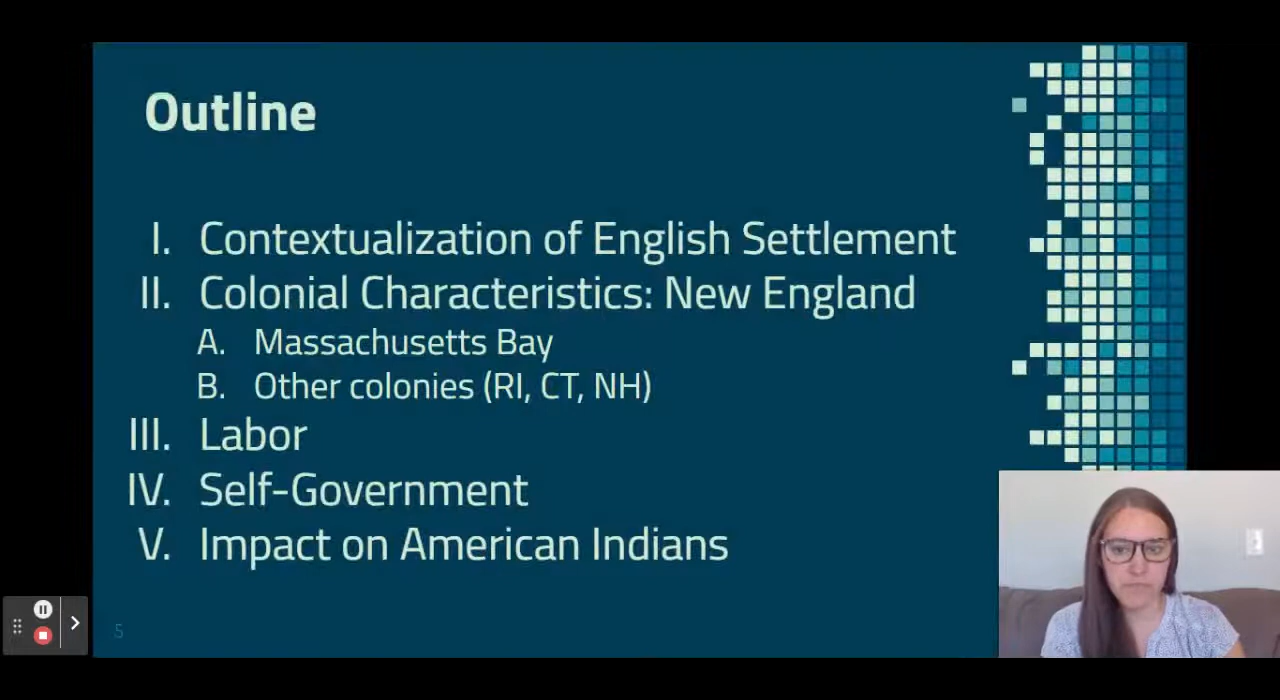 Outline
I. Contextualization of English Settlement
II. Colonial Characteristics: New England
A. Massachusetts Bay
B. Other colonies (RI, CT, NH)
III. Labor
IV. Self-Government
V. Impact on American Indians
5